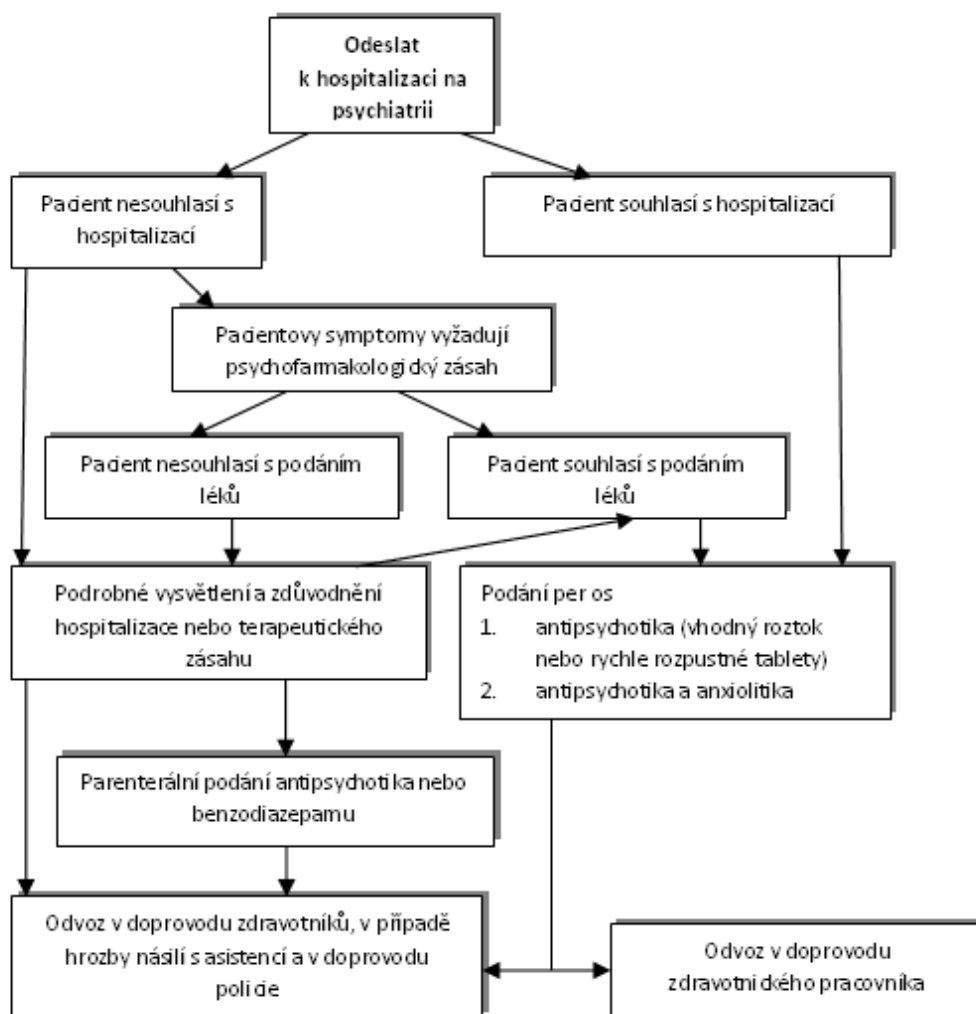 Odeslat
k hospitalizaci na
psychiatrii
Pacient nesouhlasí s
hospitalizací
Pacient souhlasí s hospitalizací
Pacientovy symptomy vyžadují
psychofarmakologický zásah
Pacient nesouhlasí s podáním
léků
Pacient souhlasí s podáním
léků
Podrobné vysvětlení a zdůvodnění
hospitalizace nebo terapeutického
zásahu
Podání per os
1. antipsychotika (vhodný roztok
nebo rychle rozpustné tablety)
2. antipsychotika a anxiolitika
Parenterální podání antipsychotika nebo
benzodiazepamu
Odvoz v doprovodu zdravotníků, v případě
hrozby násilí s asistencí a v doprovodu
policie
Odvoz v doprovodu
zdravotnického pracovníka